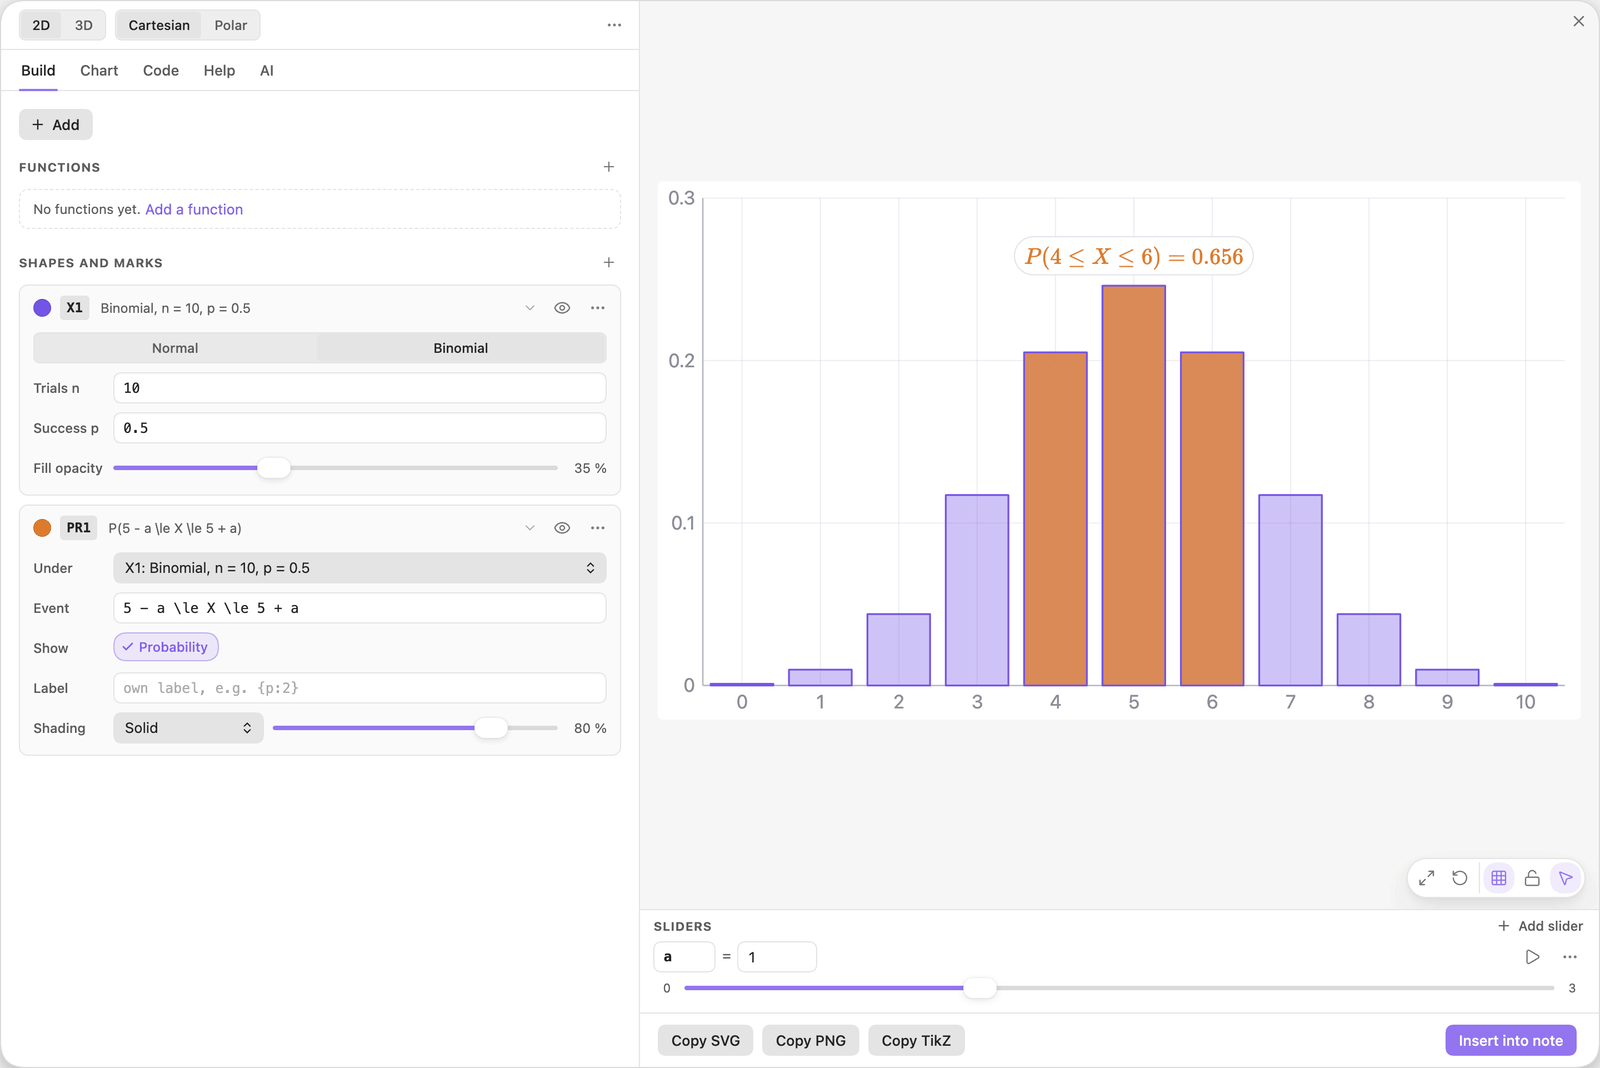 2D 3D Cartesian Polar
Build Chart Code Help AI
+ Add
FUNCTIONS
No functions yet. Add a function
SHAPES AND MARKS
X1 Binomial, n = 10, p = 0.5
Normal Binomial
Trials n 10
Success p 0.5
Fill opacity 35 %
PR1 P(5 - a \le X \le 5 + a)
Under X1: Binomial, n = 10, p = 0.5
Event 5 - a \le X \le 5 + a
Show Probability
Label own label, e.g. {p:2}
Shading Solid 80 %
0.3
P(4 ≤ X ≤ 6) = 0.656
0.2
0.1
0
0 1 2 3 4 5 6 7 8 9 10
SLIDERS + Add slider
a = 1
0 3
Copy SVG Copy PNG Copy TikZ Insert into note